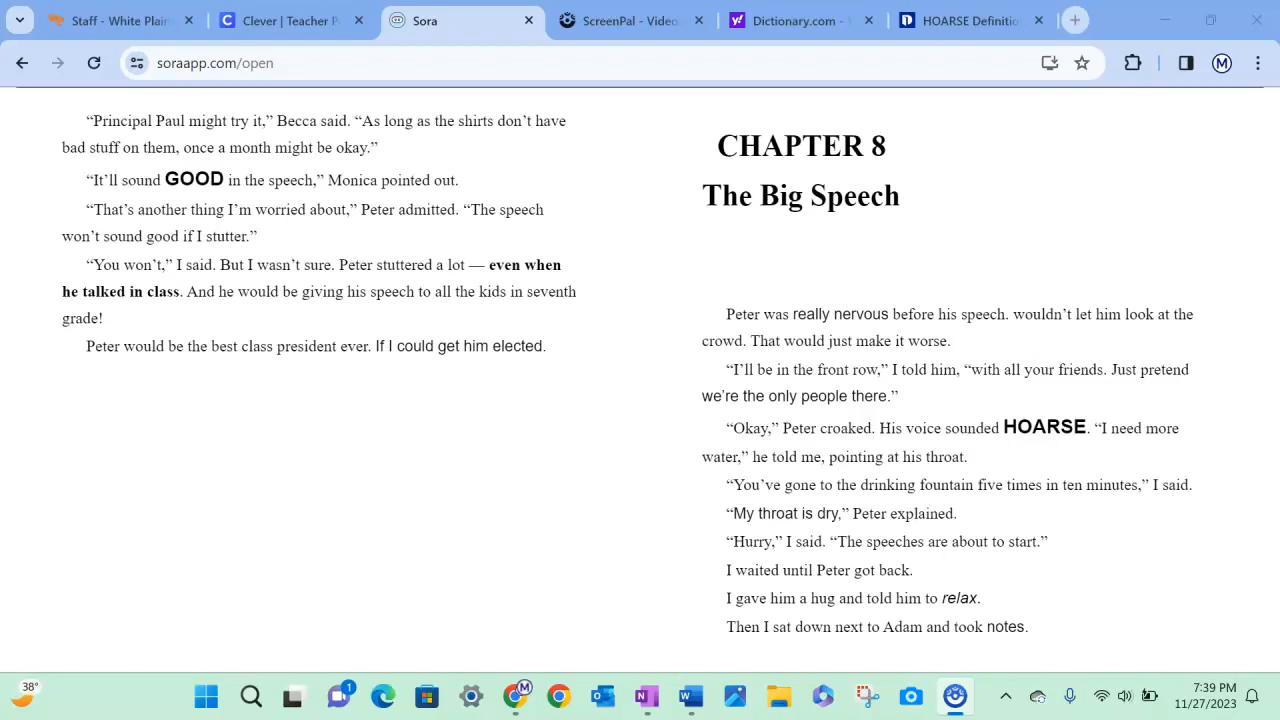 Staff - White Plain
Clever | Teacher P
Sora
ScreenPal - Video
Dictionary.com -
HOARSE Definitio
soraapp.com/open
“Principal Paul might try it,” Becca said. “As long as the shirts don’t have
bad stuff on them, once a month might be okay.”
“It’ll sound GOOD in the speech,” Monica pointed out.
“That’s another thing I’m worried about,” Peter admitted. “The speech
won’t sound good if I stutter.”
“You won’t,” I said. But I wasn’t sure. Peter stuttered a lot — even when
he talked in class. And he would be giving his speech to all the kids in seventh
grade!
Peter would be the best class president ever. If I could get him elected.
CHAPTER 8
The Big Speech
Peter was really nervous before his speech. wouldn’t let him look at the
crowd. That would just make it worse.
“I’ll be in the front row,” I told him, “with all your friends. Just pretend
we’re the only people there.”
“Okay,” Peter croaked. His voice sounded HOARSE. “I need more
water,” he told me, pointing at his throat.
“You’ve gone to the drinking fountain five times in ten minutes,” I said.
“My throat is dry,” Peter explained.
“Hurry,” I said. “The speeches are about to start.”
I waited until Peter got back.
I gave him a hug and told him to relax.
Then I sat down next to Adam and took notes.
38°
1
7:39 PM
11/27/2023